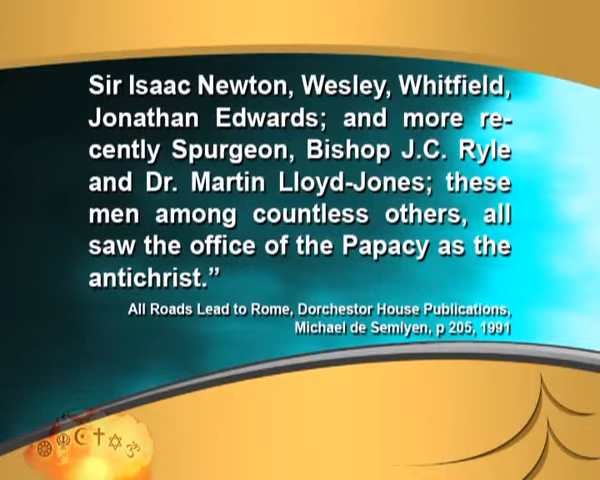 Sir Isaac Newton, Wesley, Whitfield,
Jonathan Edwards; and more re-
cently Spurgeon, Bishop J.C. Ryle
and Dr. Martin Lloyd-Jones; these
men among countless others, all
saw the office of the Papacy as the
antichrist.”
All Roads Lead to Rome, Dorchestor House Publications,
Michael de Semlyen, p 205, 1991